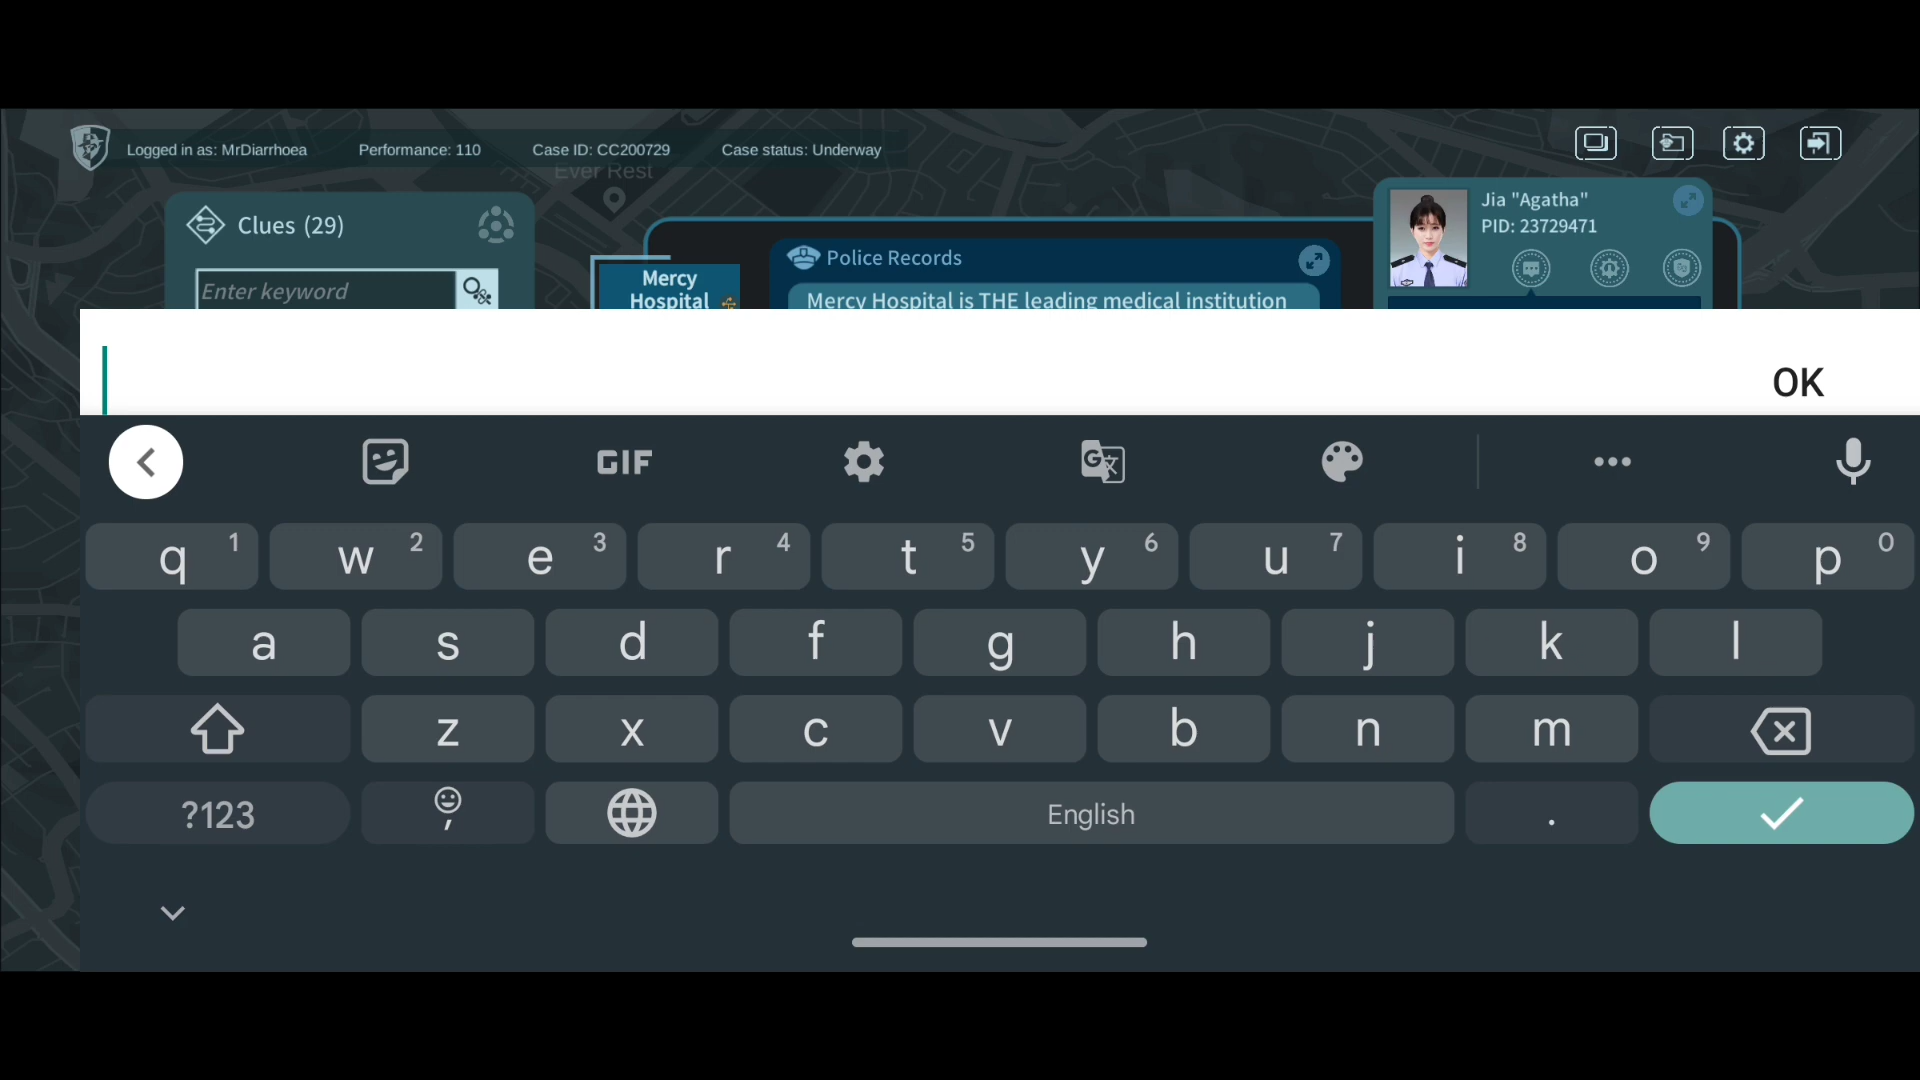 Logged in as: MrDiarrhoea
Performance: 110
Case ID: CC200729
Case status: Underway
Ever Rest
Clues (29)
Enter keyword
Mercy
Hospital
Police Records
Mercy Hospital is THE leading medical institution
Jia "Agatha"
PID: 23729471
OK
GIF
G
q 1 w 2 e 3 r 4 t 5 y 6 u 7 i 8 o 9 p 0
a s d f g h j k l
z x c v b n m
?123 , English .